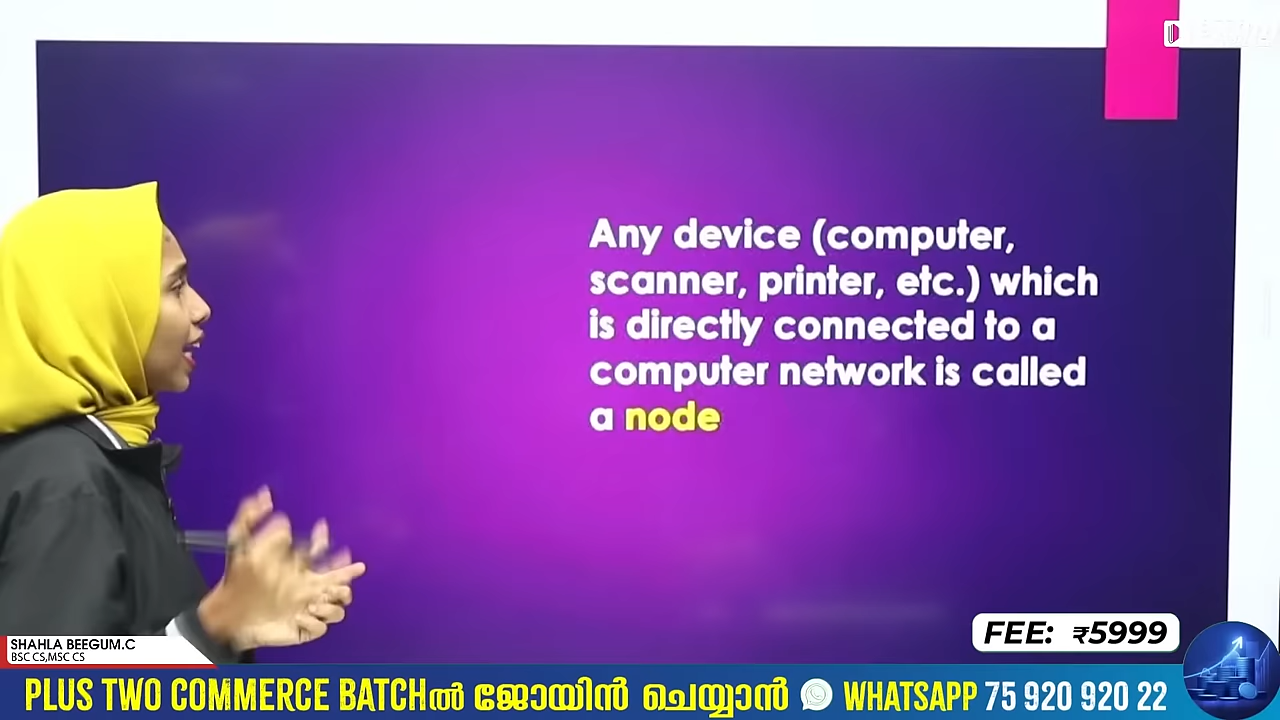 Any device (computer,
scanner, printer, etc.) which
is directly connected to a
computer network is called
a node
FEE: ₹5999
SHAHLA BEEGUM.C
BSC CS,MSC CS
PLUS TWO COMMERCE BATCHൽ ജോയിൻ ചെയ്യാൻ WHATSAPP 75 920 920 22